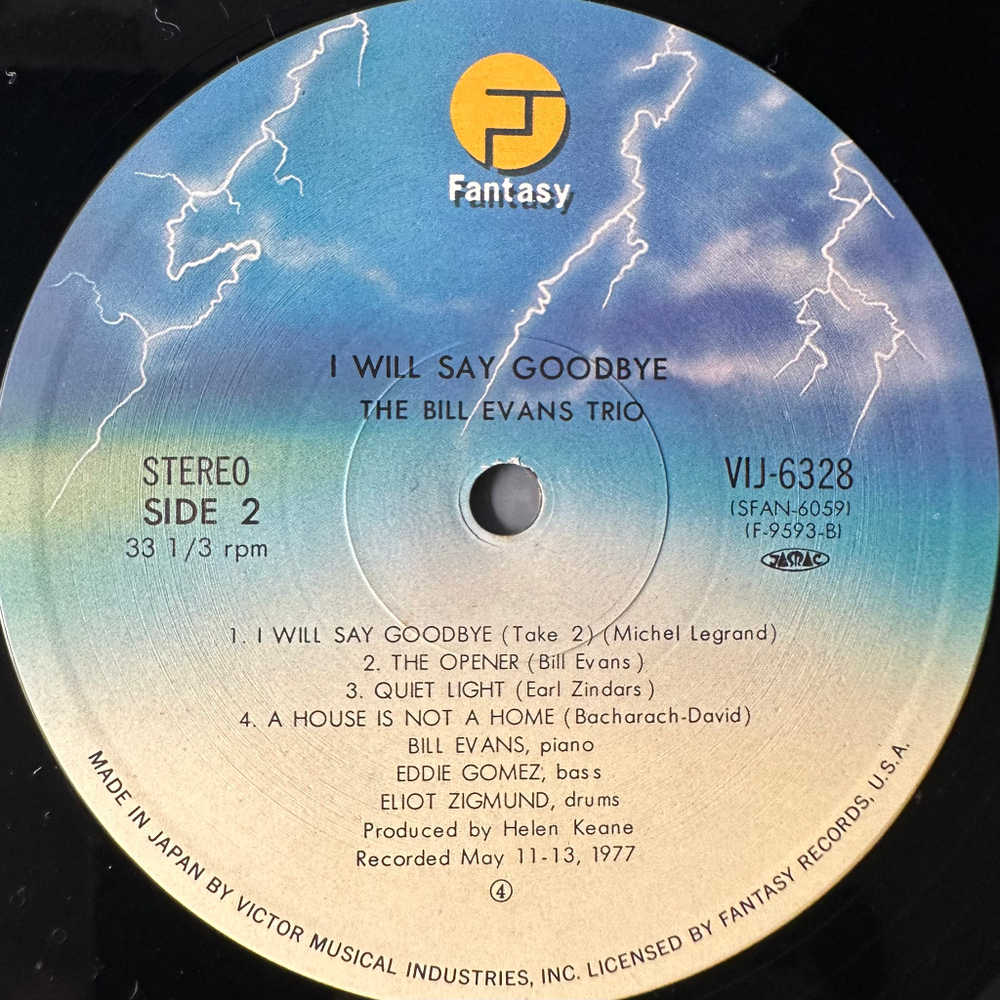 Fantasy
I WILL SAY GOODBYE
THE BILL EVANS TRIO
STEREO
SIDE 2
33 1/3 rpm
VIJ-6328
(SFAN-6059)
(F-9593-B)
JASRAC
1. I WILL SAY GOODBYE (Take 2) (Michel Legrand)
2. THE OPENER (Bill Evans)
3. QUIET LIGHT (Earl Zindars)
4. A HOUSE IS NOT A HOME (Bacharach-David)
BILL EVANS, piano
EDDIE GOMEZ, bass
ELIOT ZIGMUND, drums
Produced by Helen Keane
Recorded May 11-13, 1977
④
MADE IN JAPAN BY VICTOR MUSICAL INDUSTRIES, INC. LICENSED BY FANTASY RECORDS, U.S.A.